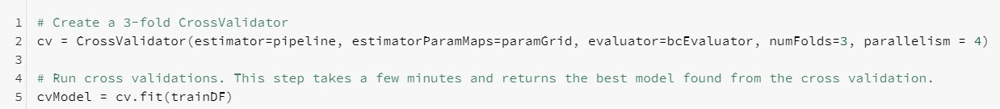 1 # Create a 3-fold CrossValidator
2 cv = CrossValidator(estimator=pipeline, estimatorParamMaps=paramGrid, evaluator=bcEvaluator, numFolds=3, parallelism = 4)
3
4 # Run cross validations. This step takes a few minutes and returns the best model found from the cross validation.
5 cvModel = cv.fit(trainDF)